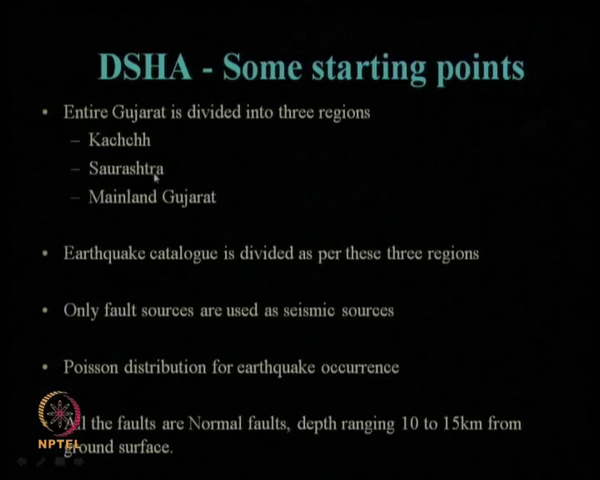 DSHA - Some starting points
• Entire Gujarat is divided into three regions
– Kachchh
– Saurashtra
– Mainland Gujarat
• Earthquake catalogue is divided as per these three regions
• Only fault sources are used as seismic sources
• Poisson distribution for earthquake occurrence
All the faults are Normal faults, depth ranging 10 to 15km from
ground surface.
NPTEL